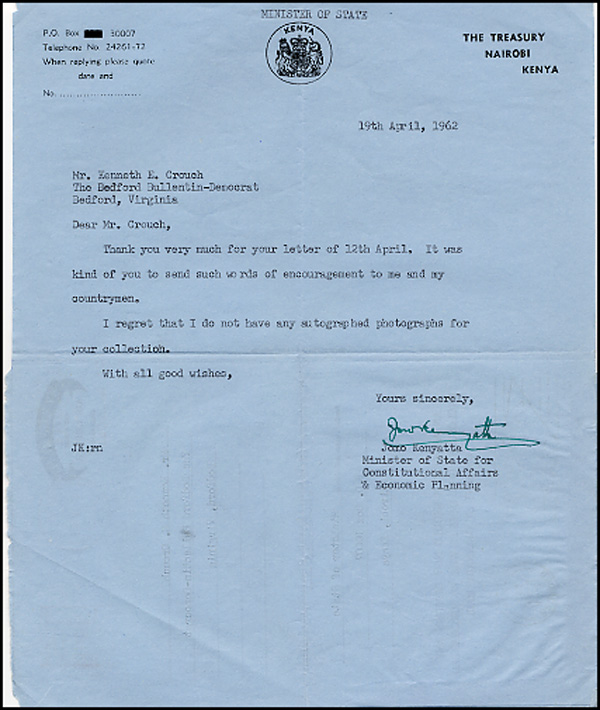 MINISTER OF STATE
P.O. Box 30007
Telephone No. 24261-72
When replying please quote
date and
No. ........................
KENYA
THE TREASURY
NAIROBI
KENYA
19th April, 1962
Mr. Kenneth E. Crouch
The Bedford Bullentin-Democrat
Bedford, Virginia
Dear Mr. Crouch,
Thank you very much for your letter of 12th April. It was
kind of you to send such words of encouragement to me and my
countrymen.
I regret that I do not have any autographed photographs for
your collection.
With all good wishes,
Yours sincerely,
Jomo Kenyatta
JK:rn
Jomo Kenyatta
Minister of State for
Constitutional Affairs
& Economic Planning